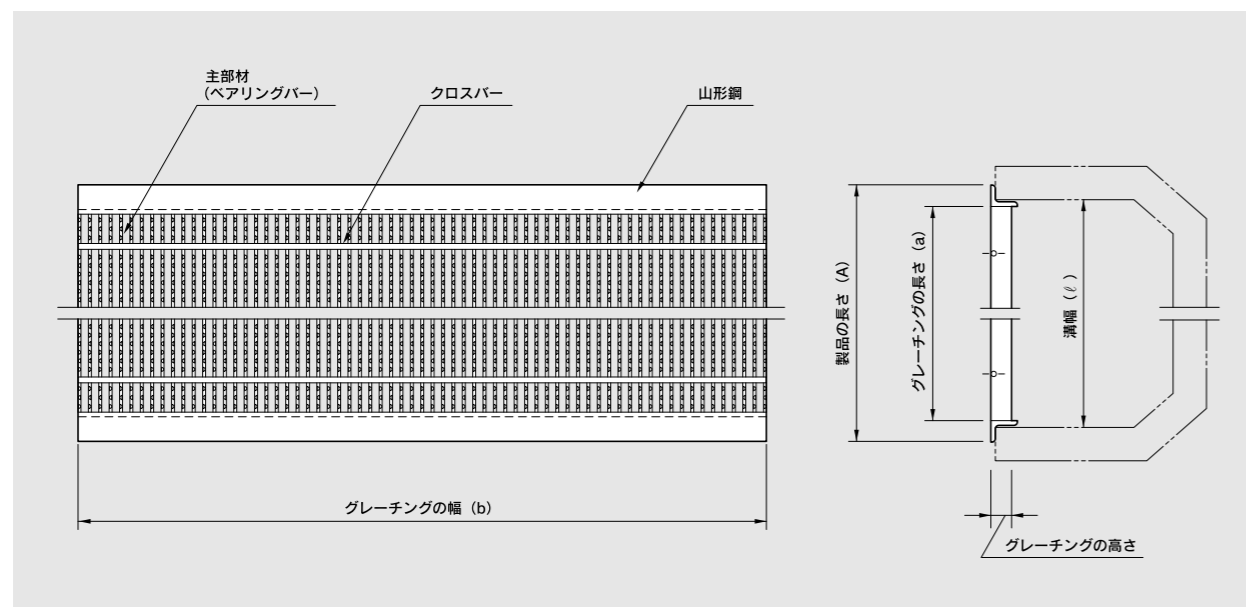 主部材
（ベアリングバー）
クロスバー
山形鋼
製品の長さ（A）
グレーチングの長さ（a）
溝幅（ℓ）
グレーチングの幅（b）
グレーチングの高さ